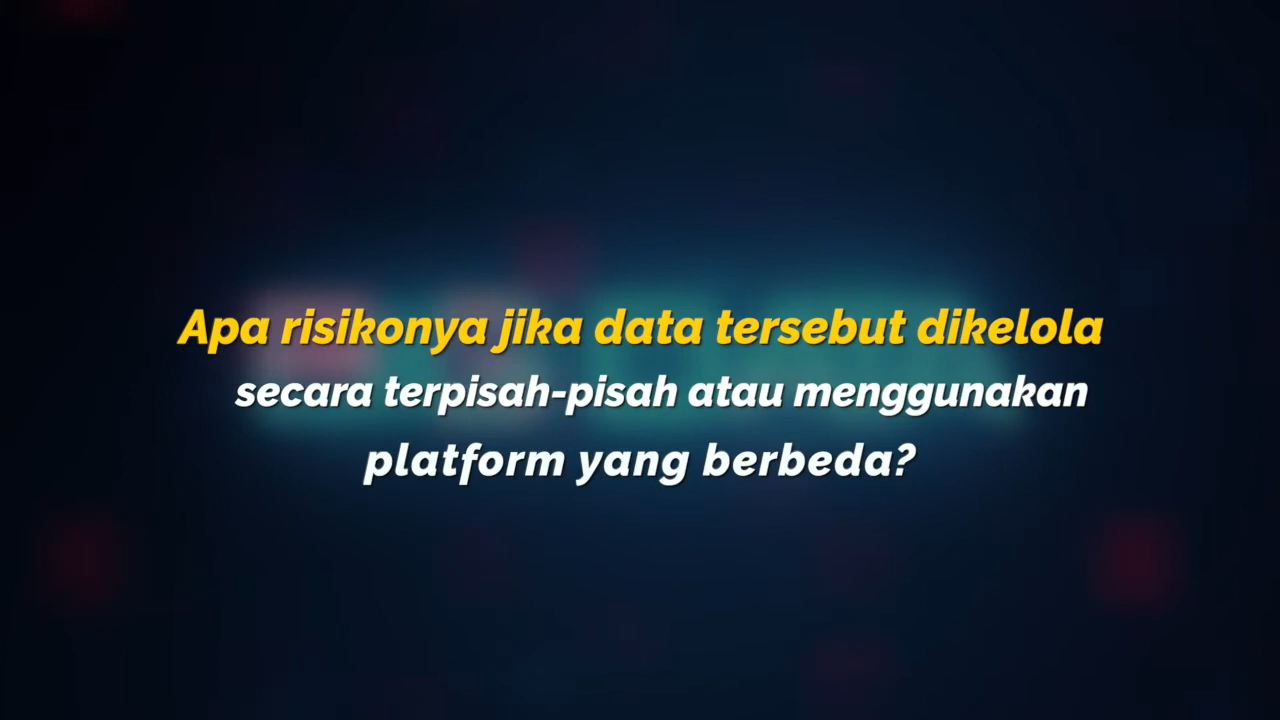 Apa risikonya jika data tersebut dikelola
secara terpisah-pisah atau menggunakan
platform yang berbeda?